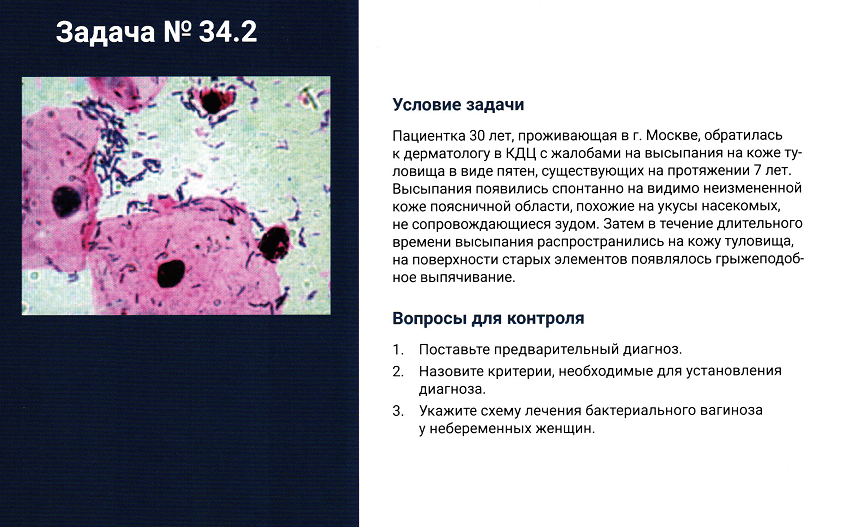 Задача № 34.2
Условие задачи
Пациентка 30 лет, проживающая в г. Москве, обратилась
к дерматологу в КДЦ с жалобами на высыпания на коже ту-
ловища в виде пятен, существующих на протяжении 7 лет.
Высыпания появились спонтанно на видимо неизмененной
коже поясничной области, похожие на укусы насекомых,
не сопровождающиеся зудом. Затем в течение длительного
времени высыпания распространились на кожу туловища,
на поверхности старых элементов появлялось грыжеподоб-
ное выпячивание.
Вопросы для контроля
1. Поставьте предварительный диагноз.
2. Назовите критерии, необходимые для установления
диагноза.
3. Укажите схему лечения бактериального вагиноза
у небеременных женщин.